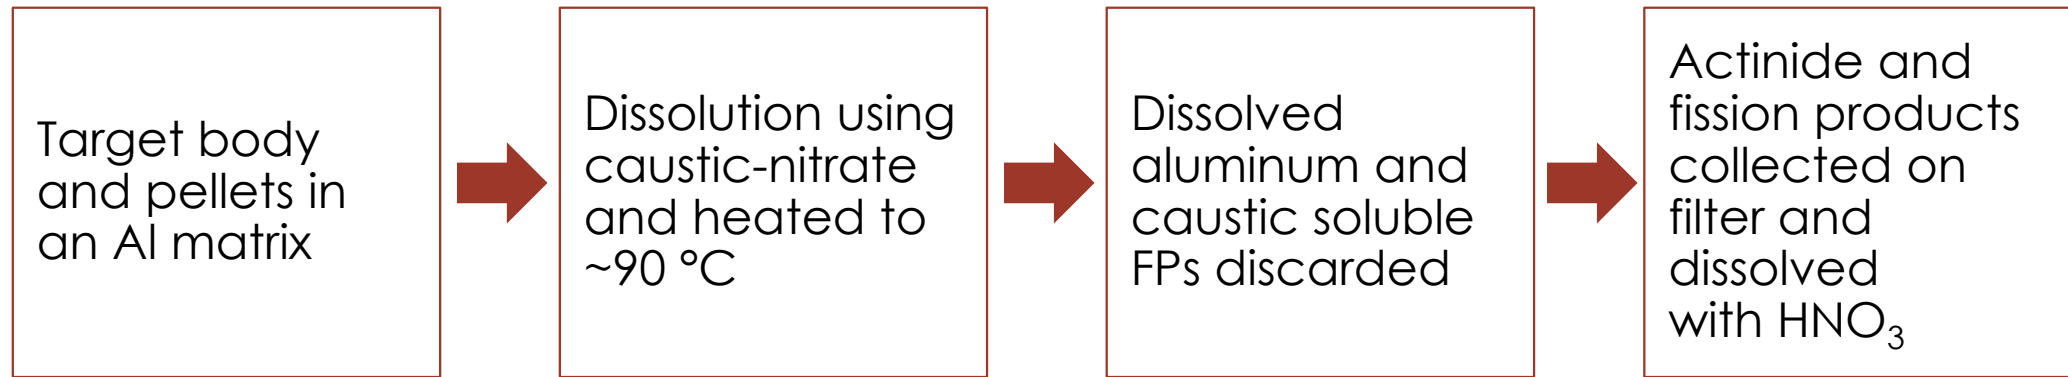 Target body
and pellets in
an Al matrix
Dissolution using
caustic-nitrate
and heated to
~90 °C
Dissolved
aluminum and
caustic soluble
FPs discarded
Actinide and
fission products
collected on
filter and
dissolved
with HNO₃